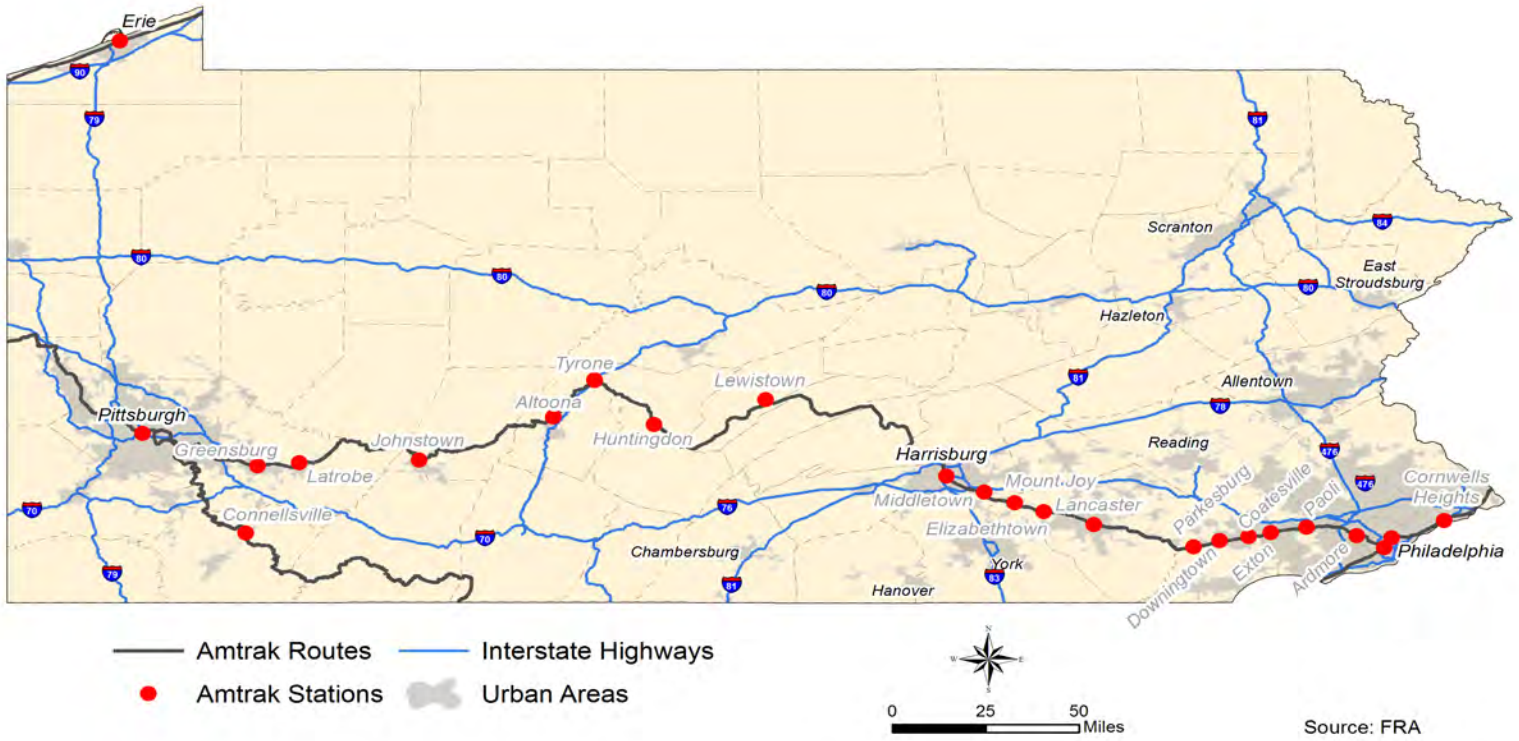 Erie
90
79
81
Scranton
84
80
80
80
East
Stroudsburg
80
Hazleton
Tyrone
Lewistown
81
Allentown
Altoona
78
Pittsburgh
Johnstown
Huntingdon
Reading
Greensburg
Harrisburg
476
Latrobe
Mount Joy
Parkesburg
Coatesville
Paoli
476
Cornwells
Heights
Middletown
Lancaster
70
Connellsville
76
Elizabethtown
70
Chambersburg
York
Downingtown
Exton
Ardmore
Philadelphia
79
81
Hanover
83
Amtrak Routes
Interstate Highways
Amtrak Stations
Urban Areas
N
W
E
S
0 25 50
Miles
Source: FRA